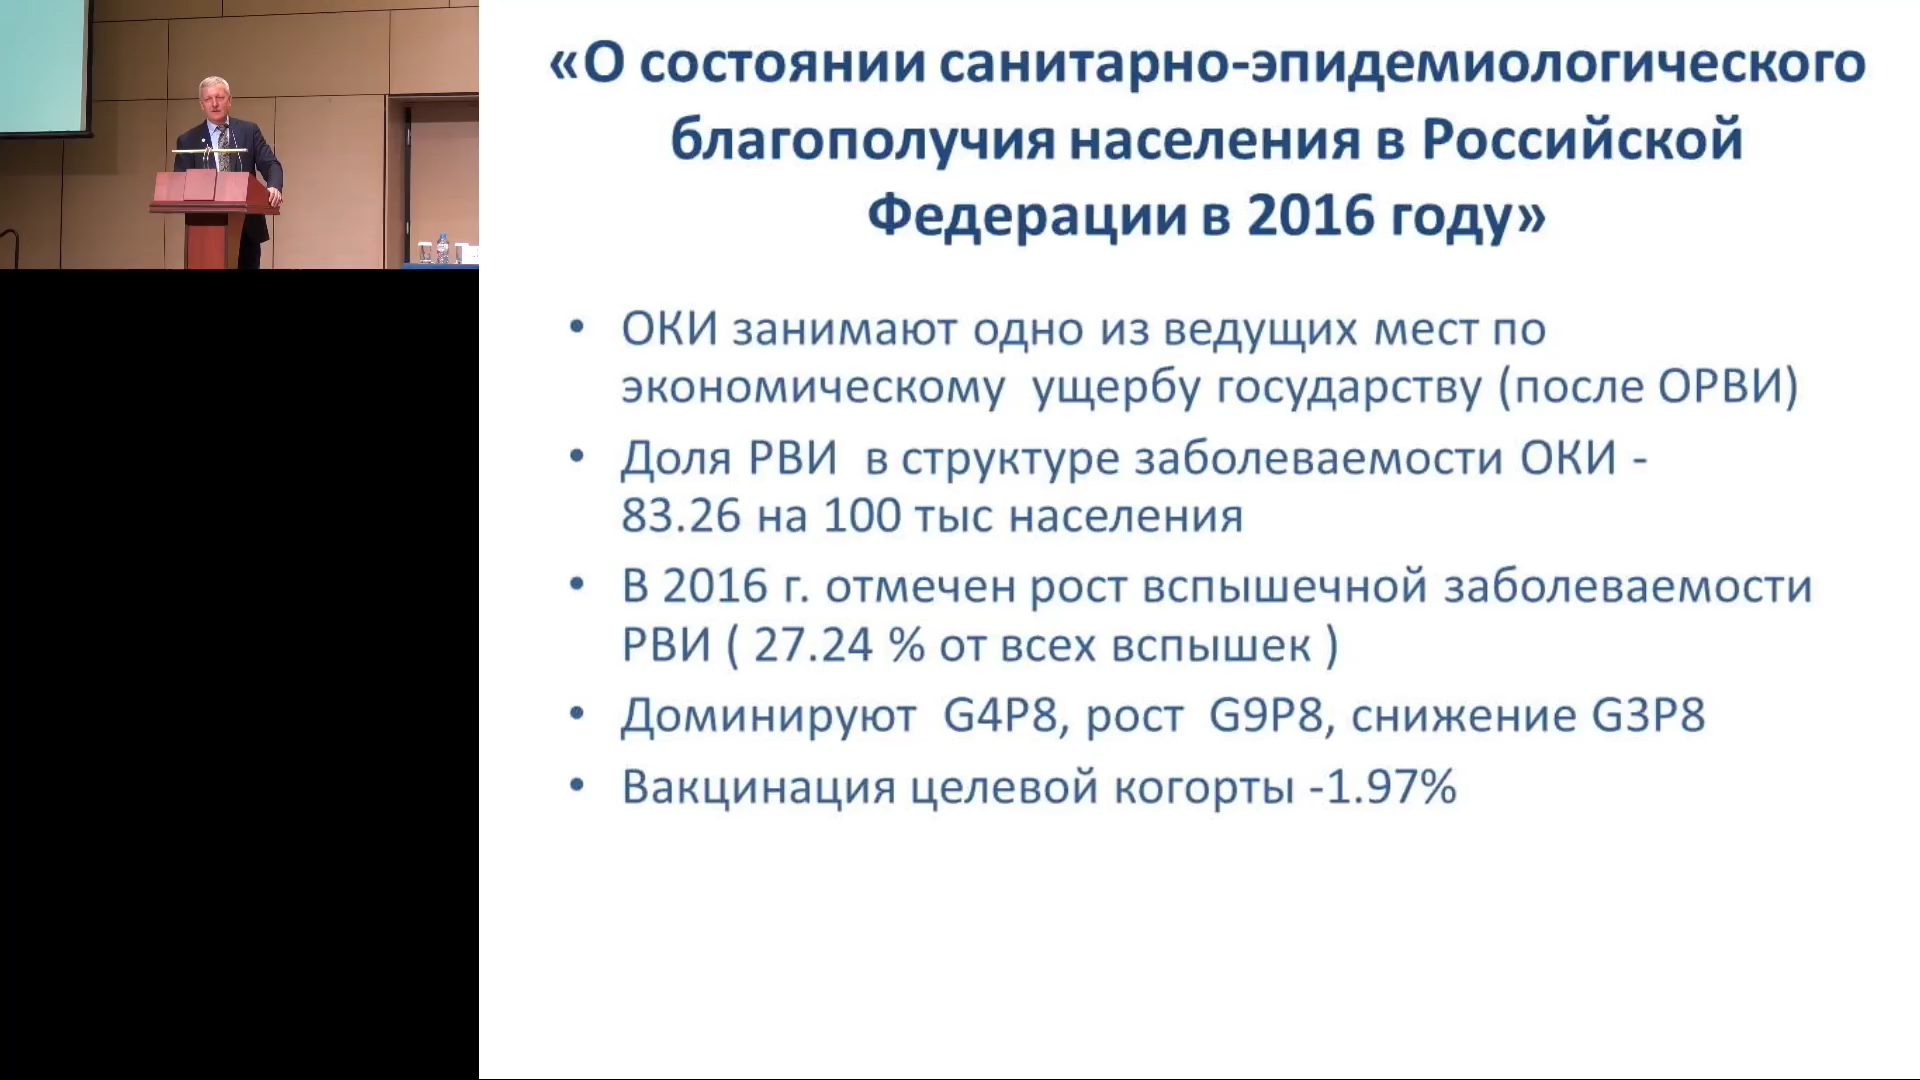 «О состоянии санитарно-эпидемиологического
благополучия населения в Российской
Федерации в 2016 году»
• ОКИ занимают одно из ведущих мест по
экономическому ущербу государству (после ОРВИ)
• Доля РВИ в структуре заболеваемости ОКИ -
83.26 на 100 тыс населения
• В 2016 г. отмечен рост вспышечной заболеваемости
РВИ ( 27.24 % от всех вспышек )
• Доминируют G4P8, рост G9P8, снижение G3P8
• Вакцинация целевой когорты -1.97%